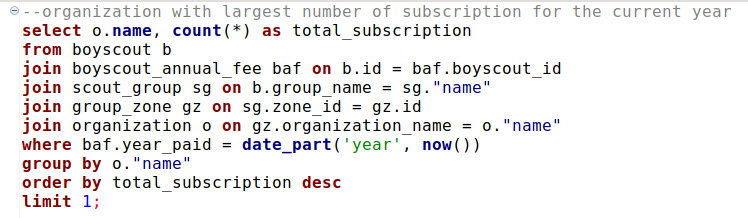 --organization with largest number of subscription for the current year
select o.name, count(*) as total_subscription
from boyscout b
join boyscout_annual_fee baf on b.id = baf.boyscout_id
join scout_group sg on b.group_name = sg."name"
join group_zone gz on sg.zone_id = gz.id
join organization o on gz.organization_name = o."name"
where baf.year_paid = date_part('year', now())
group by o."name"
order by total_subscription desc
limit 1;